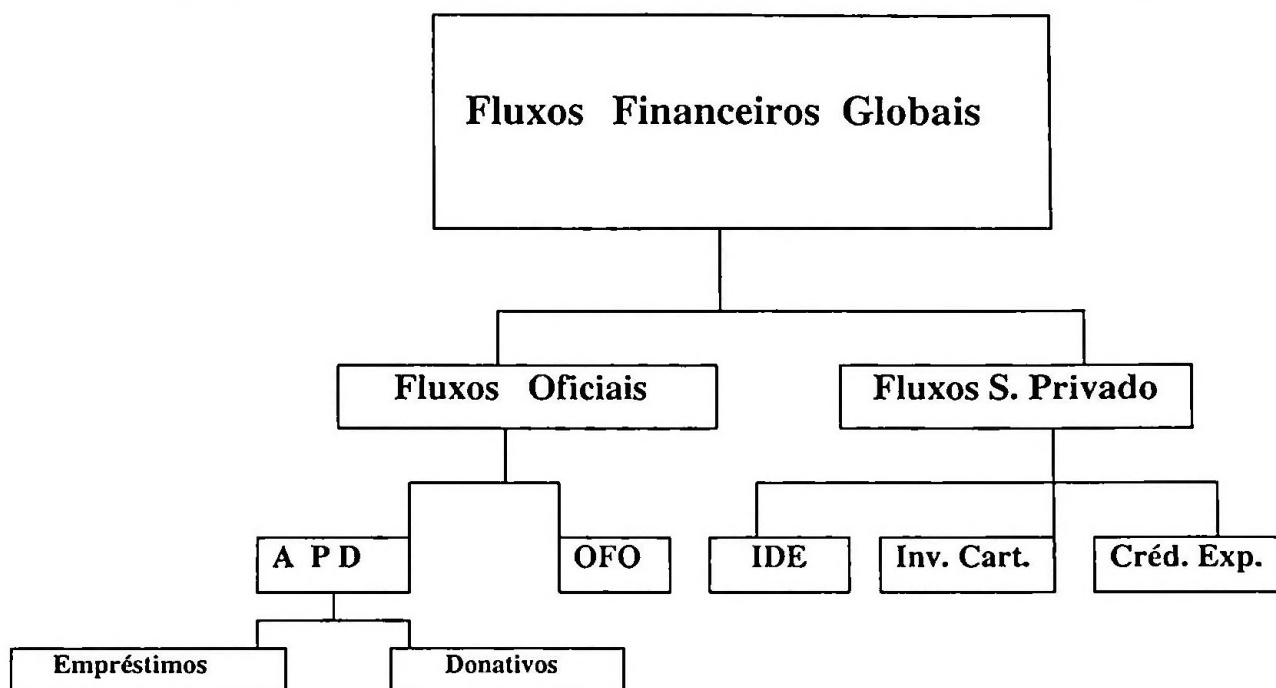 Fluxos Financeiros Globais
Fluxos Oficiais
Fluxos S. Privado
A P D
OFO
IDE
Inv. Cart.
Créd. Exp.
Empréstimos
Donativos